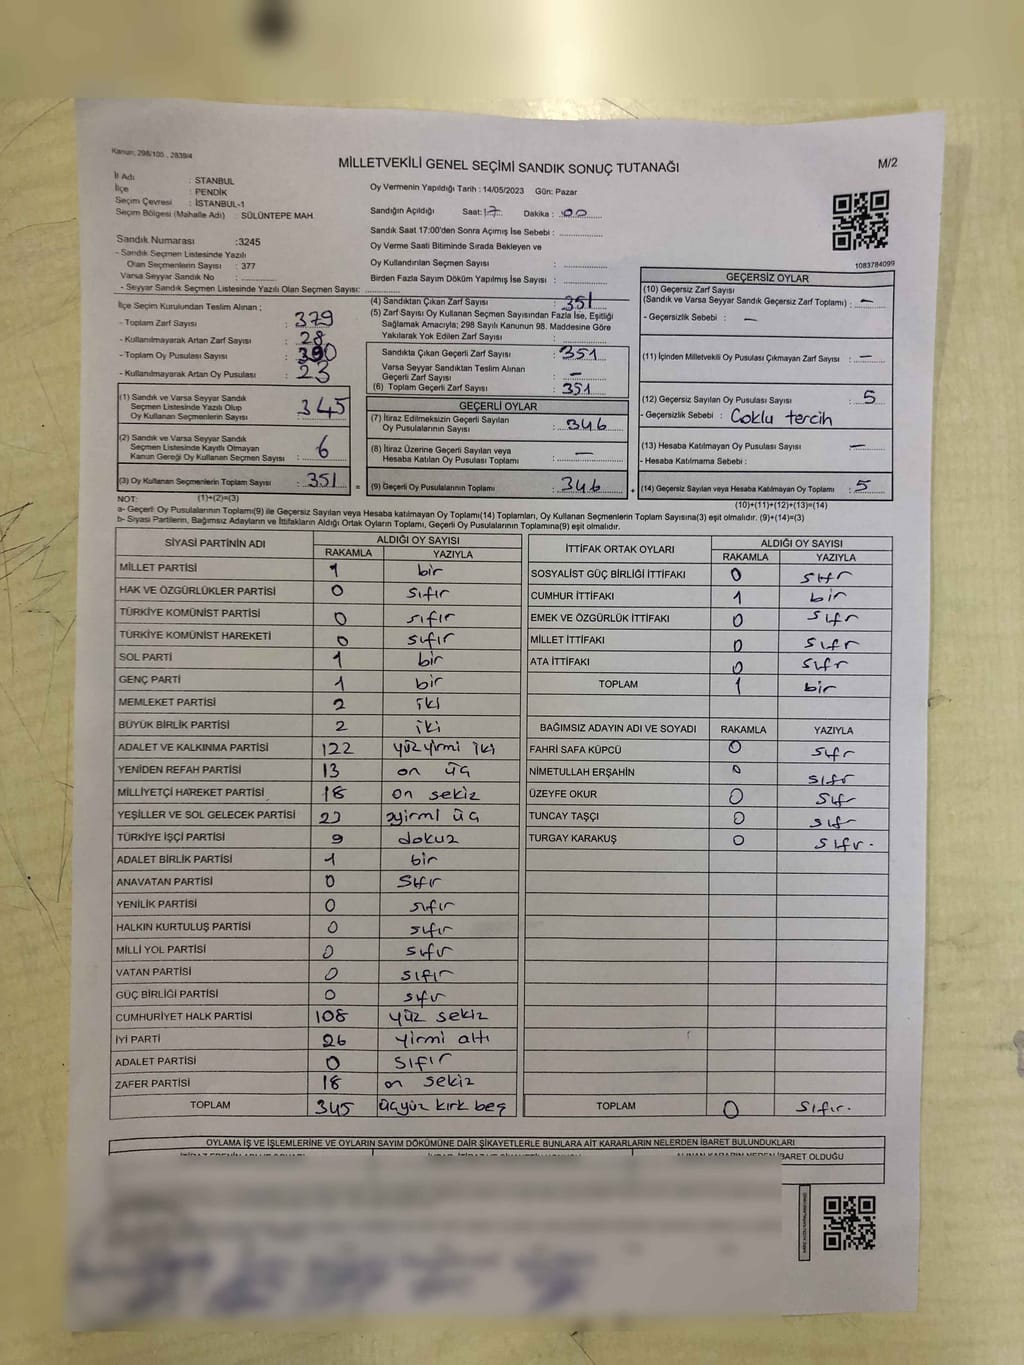 Kanun: 298/105 , 2839/4
MİLLETVEKİLİ GENEL SEÇİMİ SANDIK SONUÇ TUTANAĞI
M/2
İl Adı : İSTANBUL
İlçe : PENDİK
Seçim Çevresi : İSTANBUL-1
Seçim Bölgesi (Mahalle Adı) : SÜLÜNTEPE MAH.
Oy Vermenin Yapıldığı Tarih : 14/05/2023 Gün: Pazar
Sandığın Açıldığı Saat: 17 Dakika : 00
Sandık Saat 17:00'den Sonra Açımış İse Sebebi :
Oy Verme Saati Bitiminde Sırada Bekleyen ve
Oy Kullandırılan Seçmen Sayısı :
Birden Fazla Sayım Döküm Yapılmış İse Sayısı :
1083784099
Sandık Numarası :3245
- Sandık Seçmen Listesinde Yazılı
Olan Seçmenlerin Sayısı : 377
Varsa Seyyar Sandık No :
- Seyyar Sandık Seçmen Listesinde Yazılı Olan Seçmen Sayısı:
İlçe Seçim Kurulundan Teslim Alınan ;
- Toplam Zarf Sayısı : 379
- Kullanılmayarak Artan Zarf Sayısı : 28
- Toplam Oy Pusulası Sayısı :
- Kullanılmayarak Artan Oy Pusulası : 23
(1) Sandık ve Varsa Seyyar Sandık
Seçmen Listesinde Yazılı Olup
Oy Kullanan Seçmenlerin Sayısı : 345
(2) Sandık ve Varsa Seyyar Sandık
Seçmen Listesinde Kayıtlı Olmayan
Kanun Gereği Oy Kullanan Seçmen Sayısı : 6
(3) Oy Kullanan Seçmenlerin Toplam Sayısı : 351
(4) Sandıktan Çıkan Zarf Sayısı : 351
(5) Zarf Sayısı Oy Kullanan Seçmen Sayısından Fazla İse, Eşitliği
Sağlamak Amacıyla; 298 Sayılı Kanunun 98. Maddesine Göre
Yakılarak Yok Edilen Zarf Sayısı :
Sandıkta Çıkan Geçerli Zarf Sayısı : 351
Varsa Seyyar Sandıktan Teslim Alınan
Geçerli Zarf Sayısı : —
(6) Toplam Geçerli Zarf Sayısı : 351
GEÇERLİ OYLAR
(7) İtiraz Edilmeksizin Geçerli Sayılan
Oy Pusulalarının Sayısı : 346
(8) İtiraz Üzerine Geçerli Sayılan veya
Hesaba Katılan Oy Pusulası Toplamı : —
= (9) Geçerli Oy Pusulalarının Toplamı : 346
GEÇERSİZ OYLAR
(10) Geçersiz Zarf Sayısı
(Sandık ve Varsa Seyyar Sandık Geçersiz Zarf Toplamı) : —
- Geçersizlik Sebebi : —
(11) İçinden Milletvekili Oy Pusulası Çıkmayan Zarf Sayısı : —
(12) Geçersiz Sayılan Oy Pusulası Sayısı : 5
- Geçersizlik Sebebi : Çoklu tercih
(13) Hesaba Katılmayan Oy Pusulası Sayısı : —
- Hesaba Katılmama Sebebi :
+ (14) Geçersiz Sayılan veya Hesaba Katılmayan Oy Toplamı : 5
NOT: (1)+(2)=(3)
(10)+(11)+(12)+(13)=(14)
a- Geçerli Oy Pusulalarının Toplamı(9) ile Geçersiz Sayılan veya Hesaba katılmayan Oy Toplamı(14) Toplamları, Oy Kullanan Seçmenlerin Toplam Sayısına(3) eşit olmalıdır. (9)+(14)=(3)
b- Siyasi Partilerin, Bağımsız Adayların ve İttifakların Aldığı Ortak Oyların Toplamı, Geçerli Oy Pusulalarının Toplamına(9) eşit olmalıdır.
SİYASİ PARTİNİN ADI ALDIĞI OY SAYISI
RAKAMLA YAZIYLA
MİLLET PARTİSİ 1 bir
HAK VE ÖZGÜRLÜKLER PARTİSİ 0 sıfır
TÜRKİYE KOMÜNİST PARTİSİ 0 sıfır
TÜRKİYE KOMÜNİST HAREKETİ 0 sıfır
SOL PARTİ 1 bir
GENÇ PARTİ 1 bir
MEMLEKET PARTİSİ 2 iki
BÜYÜK BİRLİK PARTİSİ 2 iki
ADALET VE KALKINMA PARTİSİ 122 yüz yirmi iki
YENİDEN REFAH PARTİSİ 13 on üç
MİLLİYETÇİ HAREKET PARTİSİ 18 on sekiz
YEŞİLLER VE SOL GELECEK PARTİSİ 23 yirmi üç
TÜRKİYE İŞÇİ PARTİSİ 9 dokuz
ADALET BİRLİK PARTİSİ 1 bir
ANAVATAN PARTİSİ 0 sıfır
YENİLİK PARTİSİ 0 sıfır
HALKIN KURTULUŞ PARTİSİ 0 sıfır
MİLLİ YOL PARTİSİ 0 sıfır
VATAN PARTİSİ 0 sıfır
GÜÇ BİRLİĞİ PARTİSİ 0 sıfır
CUMHURİYET HALK PARTİSİ 108 yüz sekiz
İYİ PARTİ 26 yirmi altı
ADALET PARTİSİ 0 sıfır
ZAFER PARTİSİ 18 on sekiz
TOPLAM 345 üçyüz kırk beş
İTTİFAK ORTAK OYLARI ALDIĞI OY SAYISI
RAKAMLA YAZIYLA
SOSYALİST GÜÇ BİRLİĞİ İTTİFAKI 0 sıfır
CUMHUR İTTİFAKI 1 bir
EMEK VE ÖZGÜRLÜK İTTİFAKI 0 sıfır
MİLLET İTTİFAKI 0 sıfır
ATA İTTİFAKI 0 sıfır
TOPLAM 1 bir
BAĞIMSIZ ADAYIN ADI VE SOYADI RAKAMLA YAZIYLA
FAHRİ SAFA KÜPCÜ 0 sıfır
NİMETULLAH ERŞAHİN 0 sıfır
ÜZEYFE OKUR 0 sıfır
TUNCAY TAŞÇI 0 sıfır
TURGAY KARAKUŞ 0 sıfır.
TOPLAM 0 sıfır.
OYLAMA İŞ VE İŞLEMLERİNE VE OYLARIN SAYIM DÖKÜMÜNE DAİR ŞİKAYETLERLE BUNLARA AİT KARARLARIN NELERDEN İBARET BULUNDUKLARI
ALINAN KARARIN NEDEN İBARET OLDUĞU